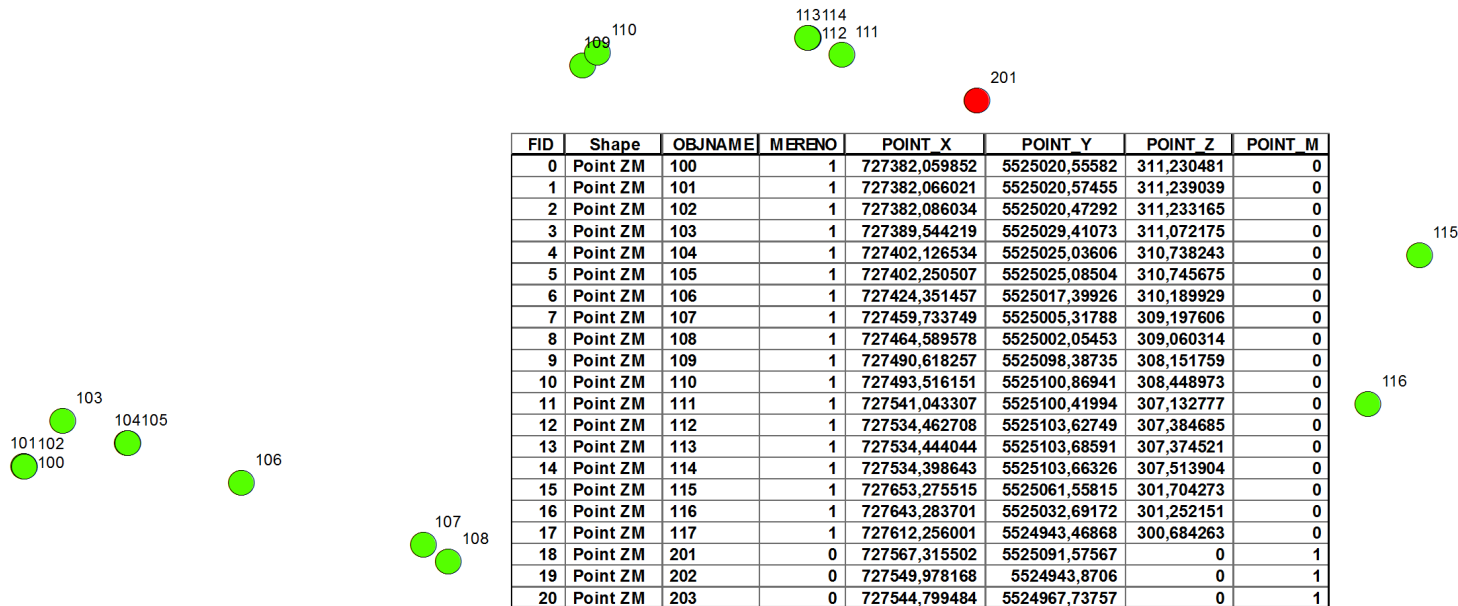 113 114
110
112 111
109
201
FID Shape OBJNAME MERENO POINT_X POINT_Y POINT_Z POINT_M
0 Point ZM 100 1 727382,059852 5525020,55582 311,230481 0
1 Point ZM 101 1 727382,066021 5525020,57455 311,239039 0
2 Point ZM 102 1 727382,086034 5525020,47292 311,233165 0
3 Point ZM 103 1 727389,544219 5525029,41073 311,072175 0
4 Point ZM 104 1 727402,126534 5525025,03606 310,738243 0
5 Point ZM 105 1 727402,250507 5525025,08504 310,745675 0
6 Point ZM 106 1 727424,351457 5525017,39926 310,189929 0
7 Point ZM 107 1 727459,733749 5525005,31788 309,197606 0
8 Point ZM 108 1 727464,589578 5525002,05453 309,060314 0
9 Point ZM 109 1 727490,618257 5525098,38735 308,151759 0
10 Point ZM 110 1 727493,516151 5525100,86941 308,448973 0
11 Point ZM 111 1 727541,043307 5525100,41994 307,132777 0
12 Point ZM 112 1 727534,462708 5525103,62749 307,384685 0
13 Point ZM 113 1 727534,444044 5525103,68591 307,374521 0
14 Point ZM 114 1 727534,398643 5525103,66326 307,513904 0
15 Point ZM 115 1 727653,275515 5525061,55815 301,704273 0
16 Point ZM 116 1 727643,283701 5525032,69172 301,252151 0
17 Point ZM 117 1 727612,256001 5524943,46868 300,684263 0
18 Point ZM 201 0 727567,315502 5525091,57567 0 1
19 Point ZM 202 0 727549,978168 5524943,8706 0 1
20 Point ZM 203 0 727544,799484 5524967,73757 0 1
115
116
103
104 105
101 102
100
106
107
108